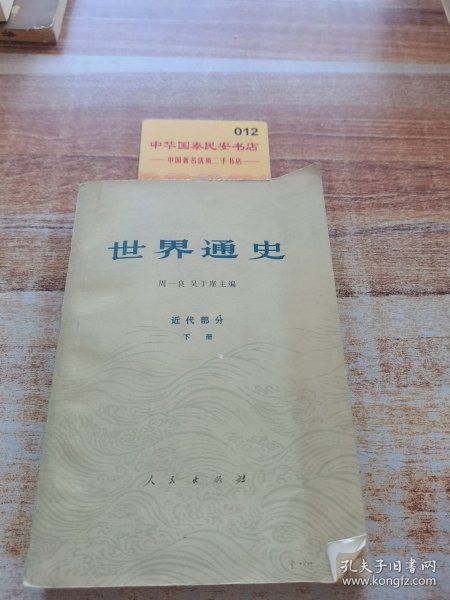 012
中华国泰民安书店
中国著名优质二手书店
世界通史
周一良 吴于廑主编
近代部分
下册
人民出版社
孔夫子旧书网
www.kongfz.com